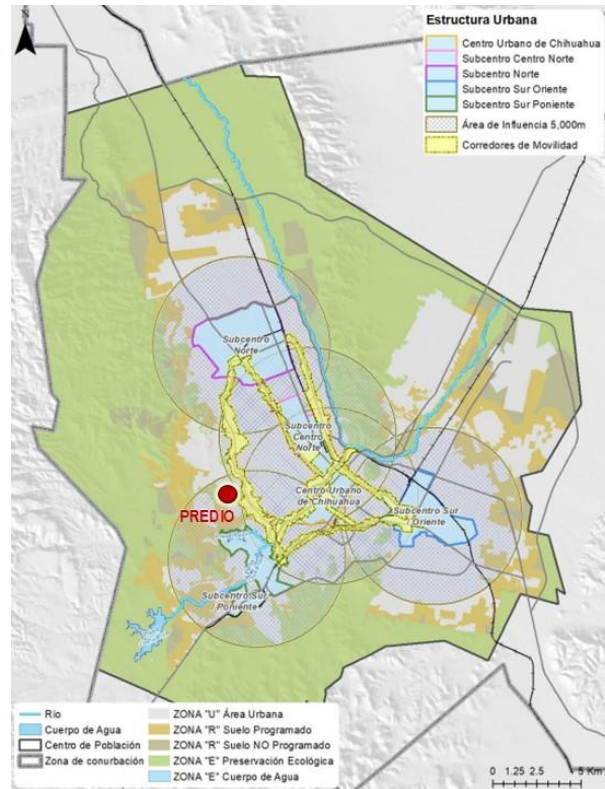 N
Estructura Urbana
Centro Urbano de Chihuahua
Subcentro Centro Norte
Subcentro Norte
Subcentro Sur Oriente
Subcentro Sur Poniente
Área de Influencia 5,000m
Corredores de Movilidad
Subcentro
Norte
Subcentro
Centro
Norte
Centro Urbano
de Chihuahua
Subcentro Sur
Oriente
PREDIO
Subcentro Sur
Poniente
Río
Cuerpo de Agua
Centro de Población
Zona de conurbación
ZONA "U" Área Urbana
ZONA "R" Suelo Programado
ZONA "R" Suelo NO Programado
ZONA "E" Preservación Ecológica
ZONA "E" Cuerpo de Agua
0 1.25 2.5 5 Km